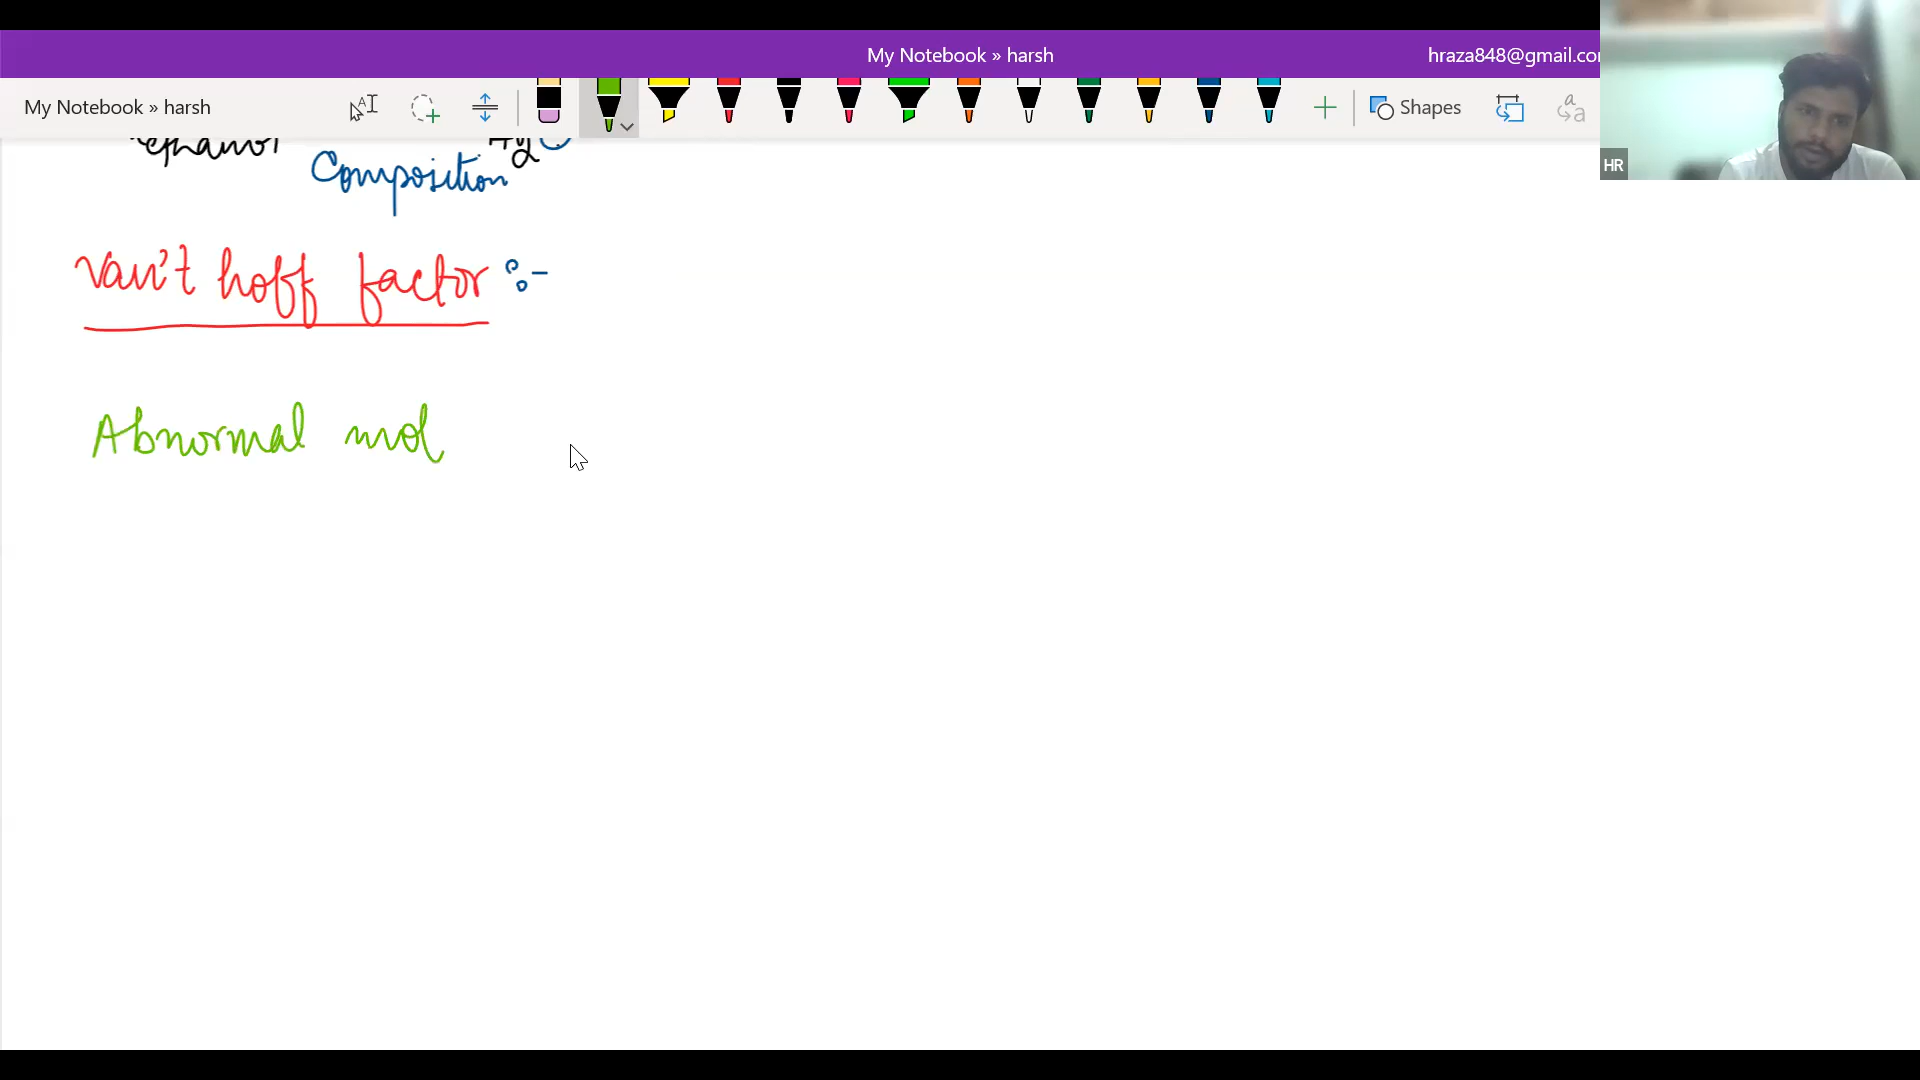 My Notebook » harsh
hraza848@gmail.co
My Notebook » harsh
Shapes
HR
Composition
Van't hoff factor :-
Abnormal mol